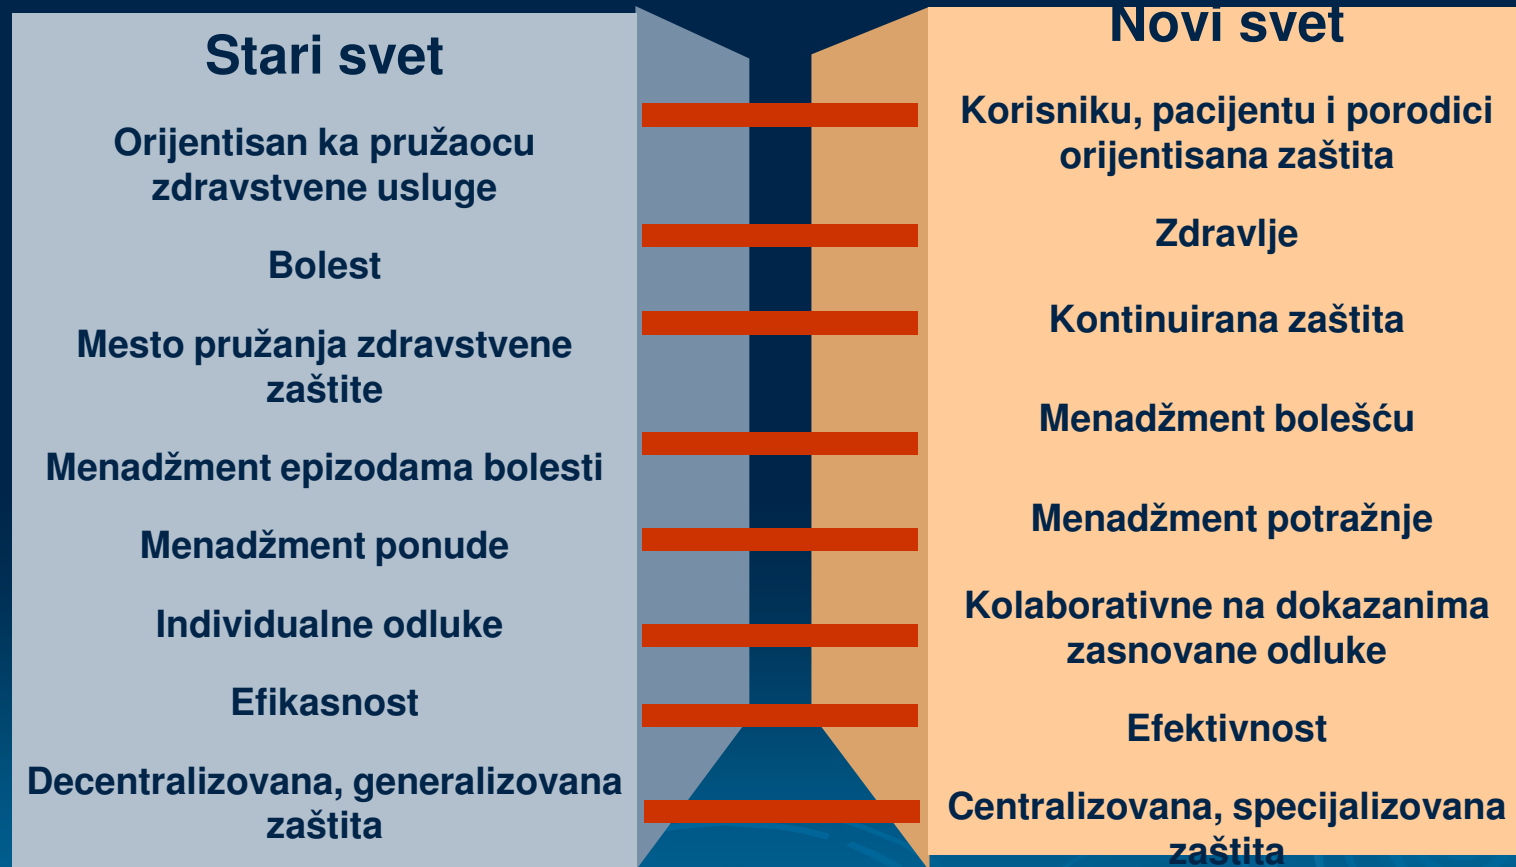 Stari svet
Orijentisan ka pružaocu
zdravstvene usluge
Bolest
Mesto pružanja zdravstvene
zaštite
Menadžment epizodama bolesti
Menadžment ponude
Individualne odluke
Efikasnost
Decentralizovana, generalizovana
zaštita
Novi svet
Korisniku, pacijentu i porodici
orijentisana zaštita
Zdravlje
Kontinuirana zaštita
Menadžment bolešću
Menadžment potražnje
Kolaborativne na dokazanima
zasnovane odluke
Efektivnost
Centralizovana, specijalizovana
zaštita